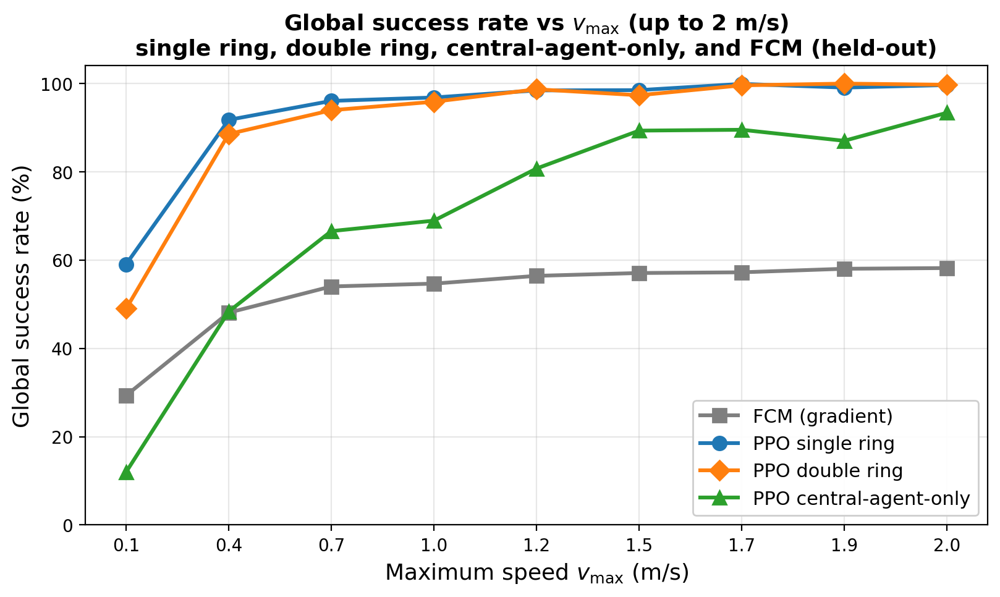 Global success rate vs v_max (up to 2 m/s)
single ring, double ring, central-agent-only, and FCM (held-out)
Global success rate (%)
100
80
60
40
20
0
FCM (gradient)
PPO single ring
PPO double ring
PPO central-agent-only
0.1 0.4 0.7 1.0 1.2 1.5 1.7 1.9 2.0
Maximum speed v_max (m/s)